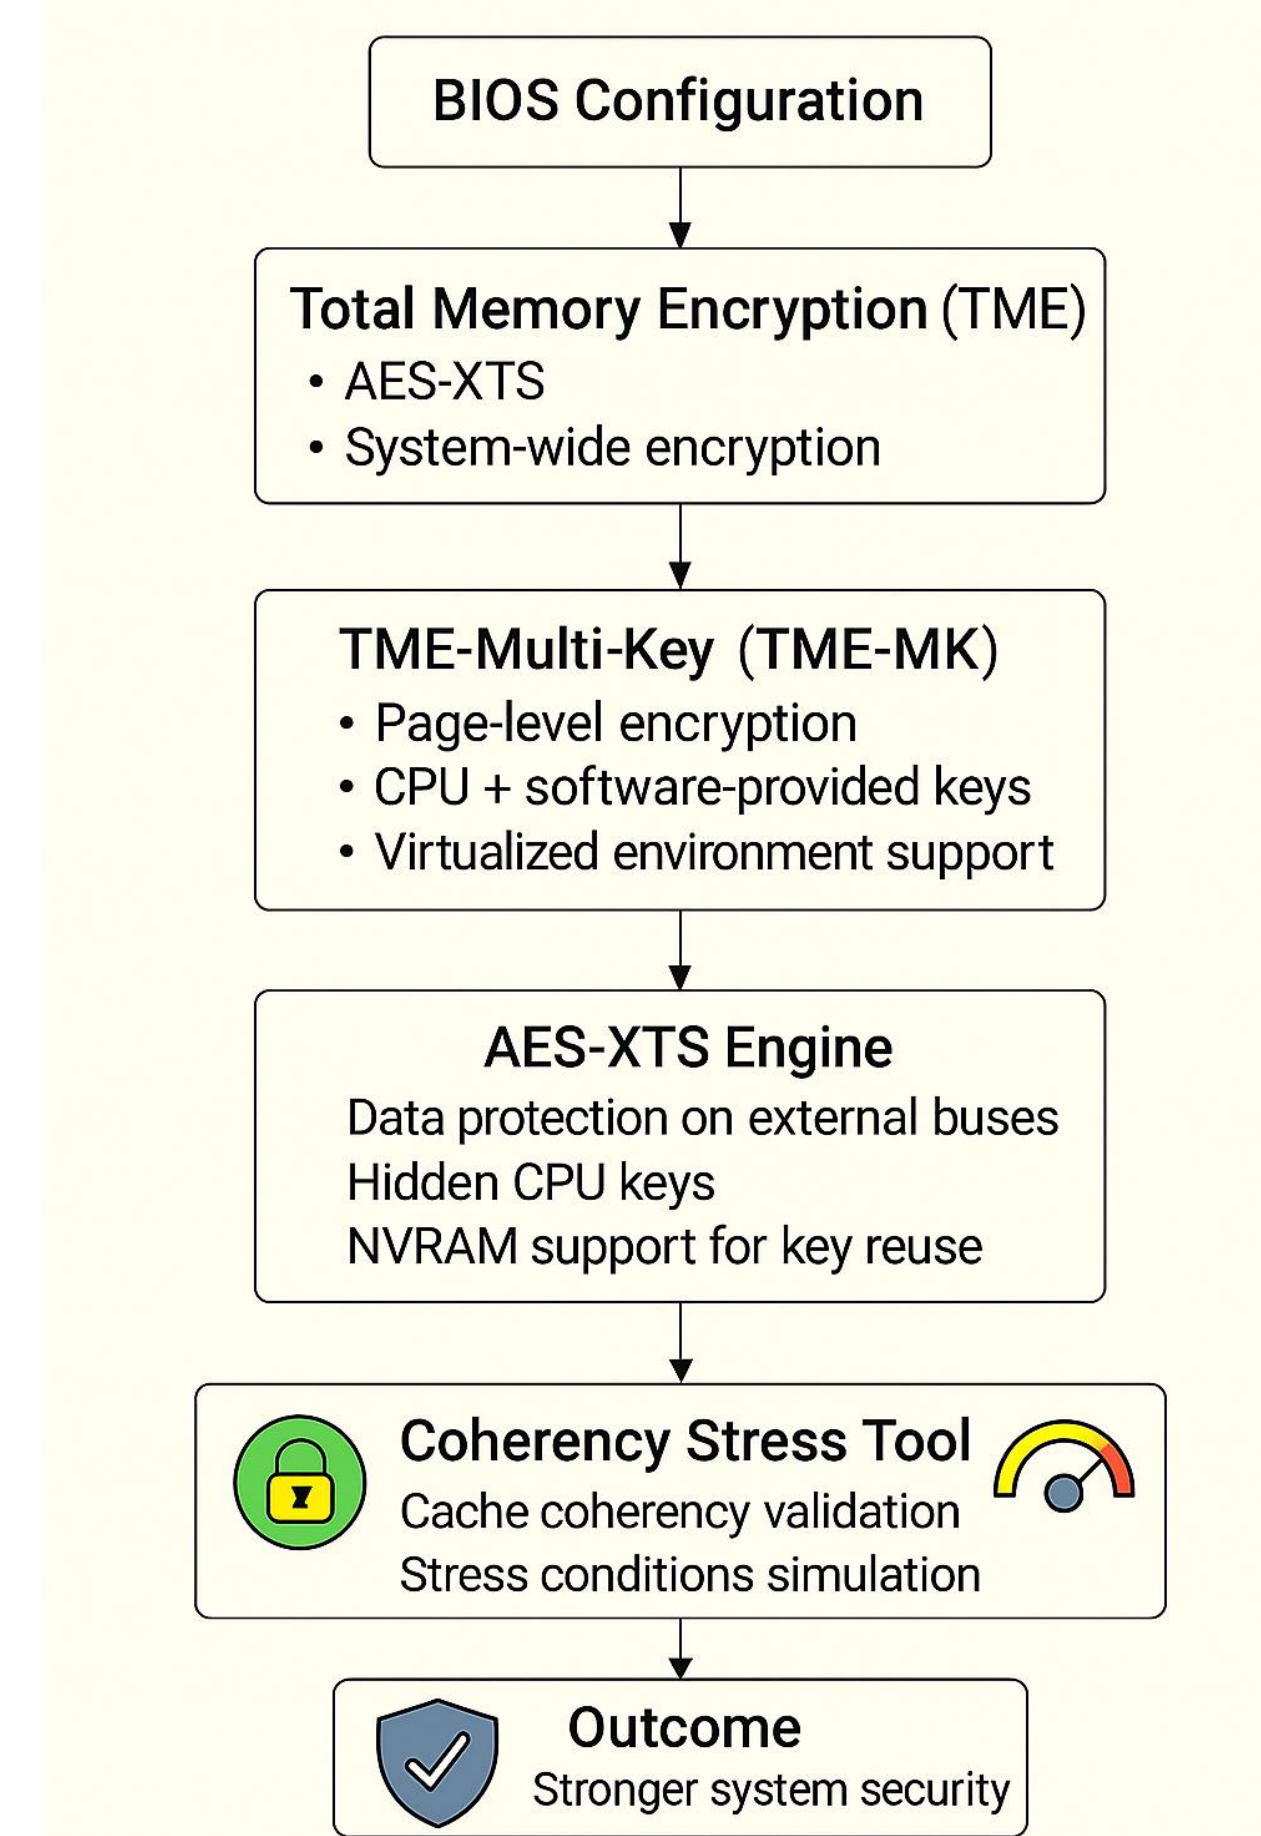 BIOS Configuration
Total Memory Encryption (TME)
• AES-XTS
• System-wide encryption
TME-Multi-Key (TME-MK)
• Page-level encryption
• CPU + software-provided keys
• Virtualized environment support
AES-XTS Engine
Data protection on external buses
Hidden CPU keys
NVRAM support for key reuse
Coherency Stress Tool
Cache coherency validation
Stress conditions simulation
Outcome
Stronger system security